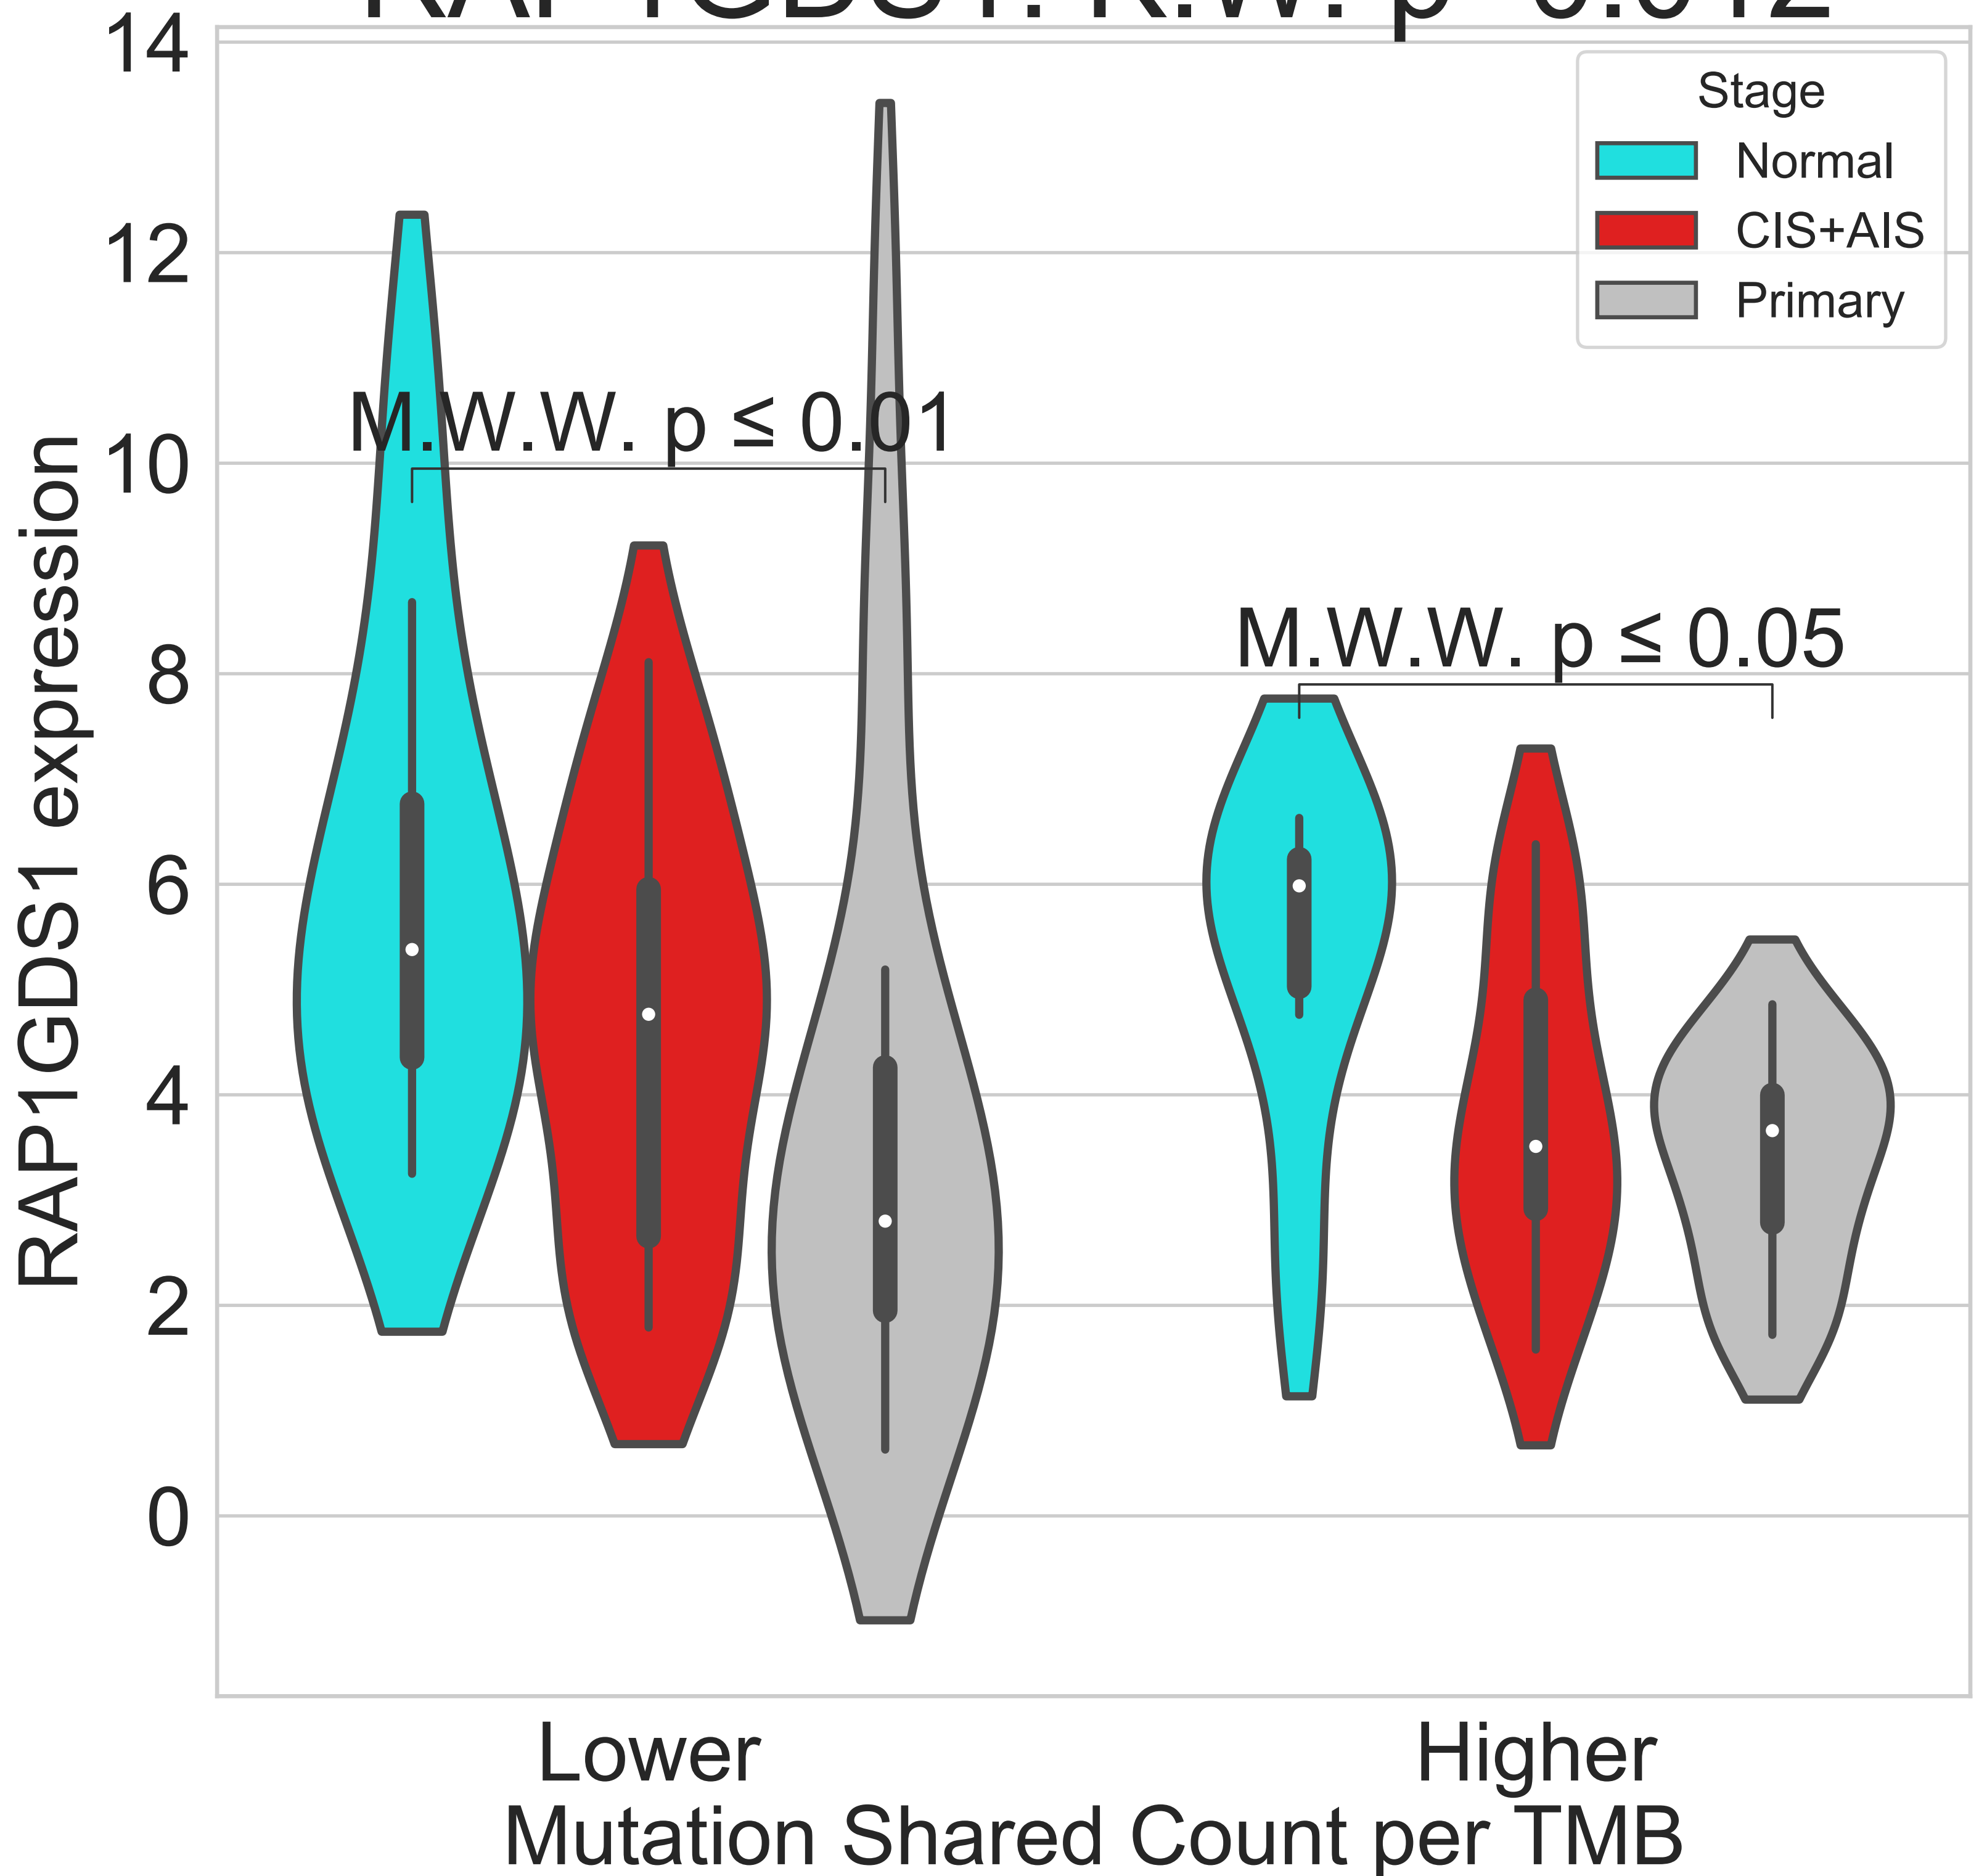 14
12
10
8
6
4
2
0
RAP1GDS1 expression
Stage
Normal
CIS+AIS
Primary
M.W.W. p ≤ 0.01
M.W.W. p ≤ 0.05
Lower
Higher
Mutation Shared Count per TMB